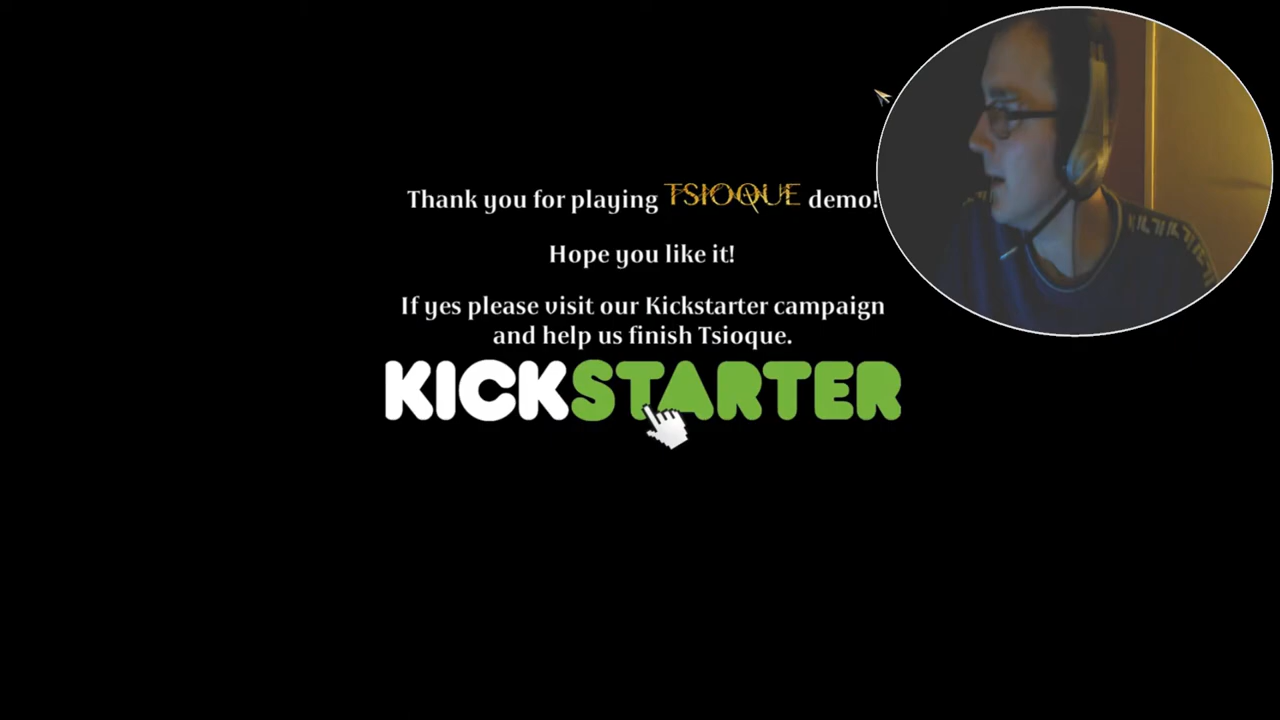 Thank you for playing TSIOQUE demo!
Hope you like it!
If yes please visit our Kickstarter campaign
and help us finish Tsioque.
KICKSTARTER